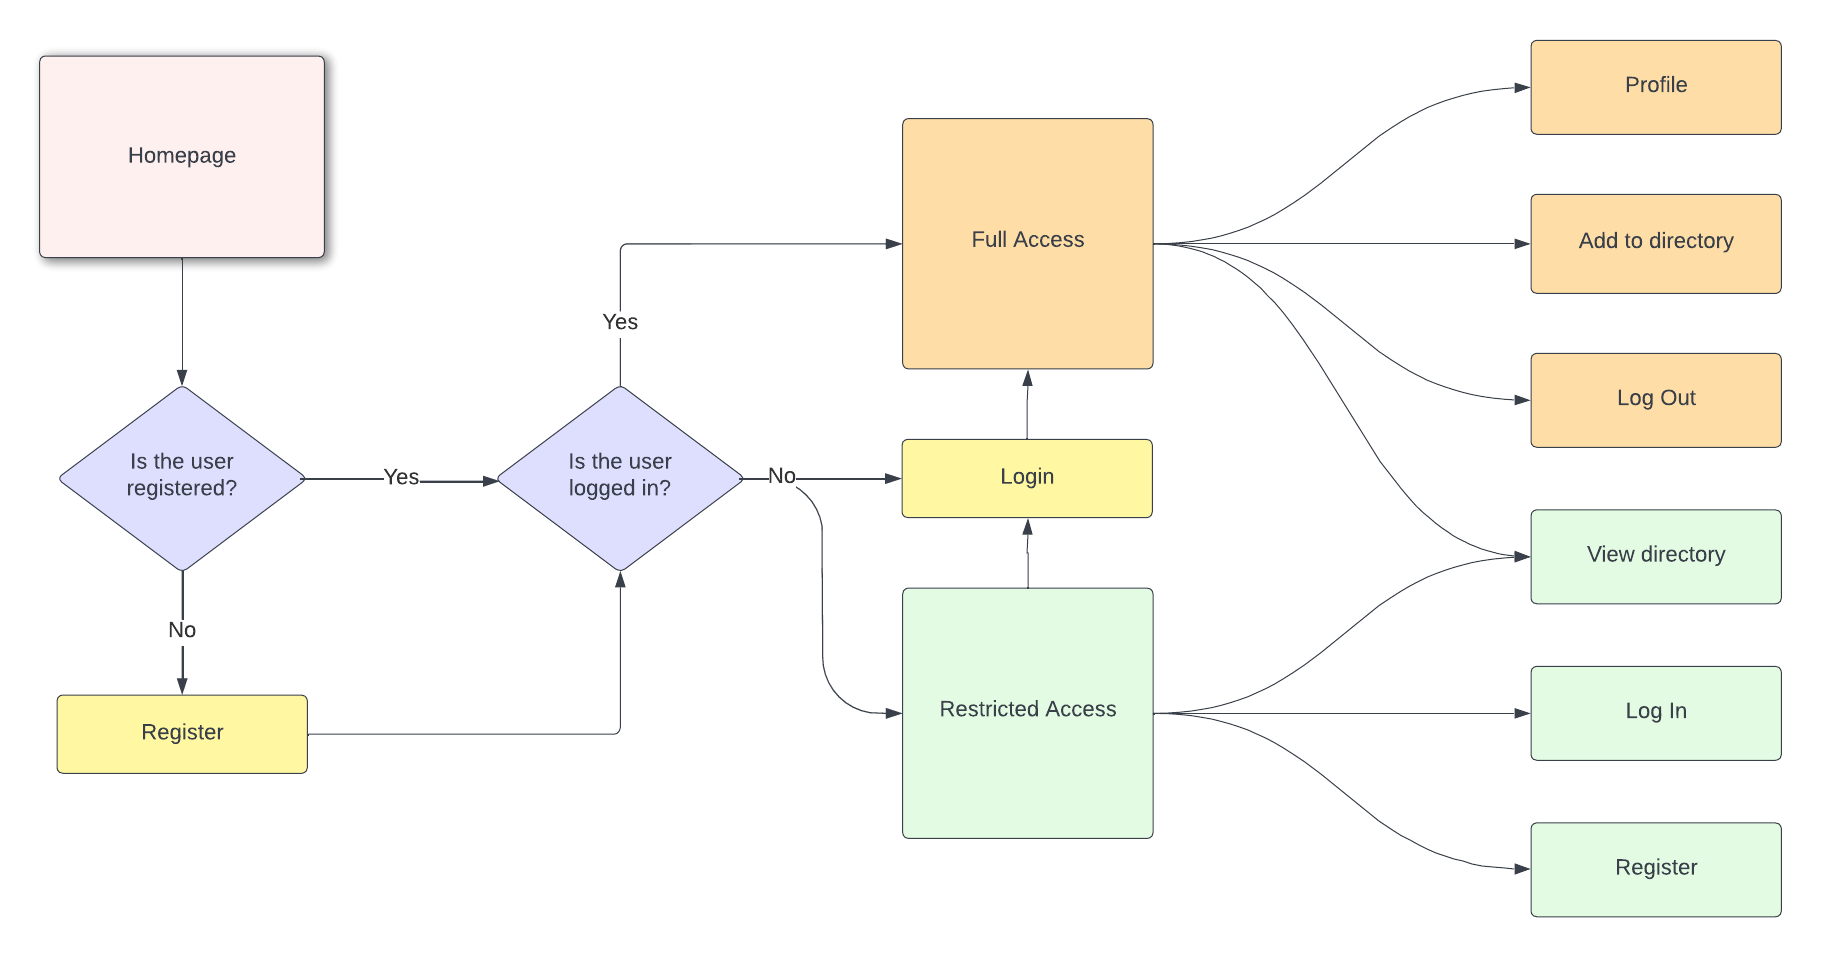 Homepage
Is the user
registered?
Yes
No
Register
Is the user
logged in?
Yes
No
Full Access
Login
Restricted Access
Profile
Add to directory
Log Out
View directory
Log In
Register